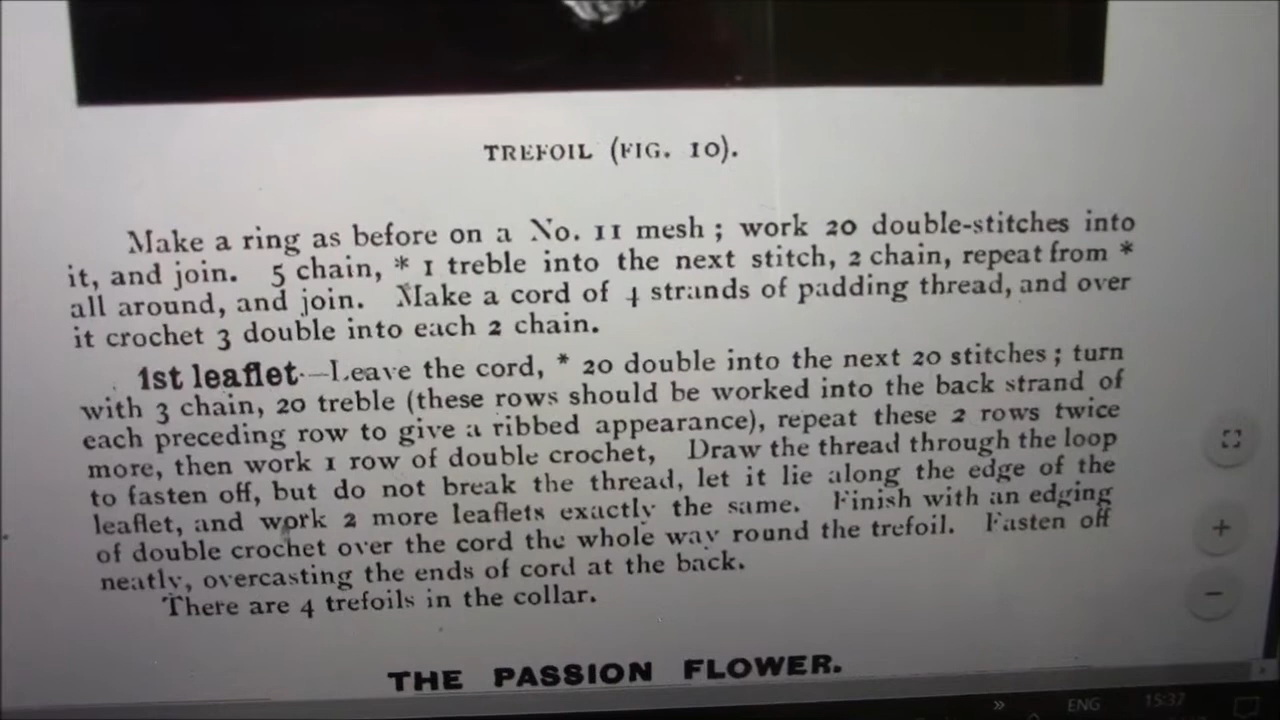 TREFOIL (FIG. 10).
Make a ring as before on a No. 11 mesh; work 20 double-stitches into
it, and join. 5 chain, * 1 treble into the next stitch, 2 chain, repeat from *
all around, and join. Make a cord of 4 strands of padding thread, and over
it crochet 3 double into each 2 chain.
1st leaflet—Leave the cord, * 20 double into the next 20 stitches; turn
with 3 chain, 20 treble (these rows should be worked into the back strand of
each preceding row to give a ribbed appearance), repeat these 2 rows twice
more, then work 1 row of double crochet, Draw the thread through the loop
to fasten off, but do not break the thread, let it lie along the edge of the
leaflet, and work 2 more leaflets exactly the same. Finish with an edging
of double crochet over the cord the whole way round the trefoil. Fasten off
neatly, overcasting the ends of cord at the back.
There are 4 trefoils in the collar.
THE PASSION FLOWER.
ENG 15:37